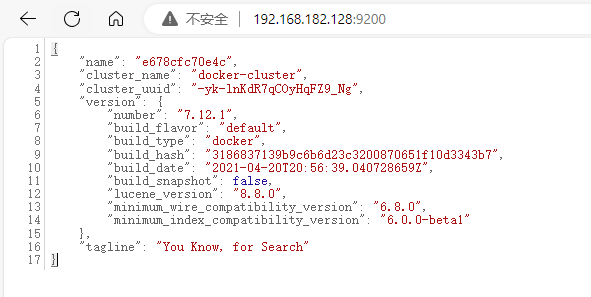 不安全 | 192.168.182.128:9200
1 {
2 "name": "e678cfc70e4c",
3 "cluster_name": "docker-cluster",
4 "cluster_uuid": "-yk-lnKdR7qCOyHqFZ9_Ng",
5 "version": {
6 "number": "7.12.1",
7 "build_flavor": "default",
8 "build_type": "docker",
9 "build_hash": "3186837139b9c6b6d23c3200870651f10d3343b7",
10 "build_date": "2021-04-20T20:56:39.040728659Z",
11 "build_snapshot": false,
12 "lucene_version": "8.8.0",
13 "minimum_wire_compatibility_version": "6.8.0",
14 "minimum_index_compatibility_version": "6.0.0-beta1"
15 },
16 "tagline": "You Know, for Search"
17 }